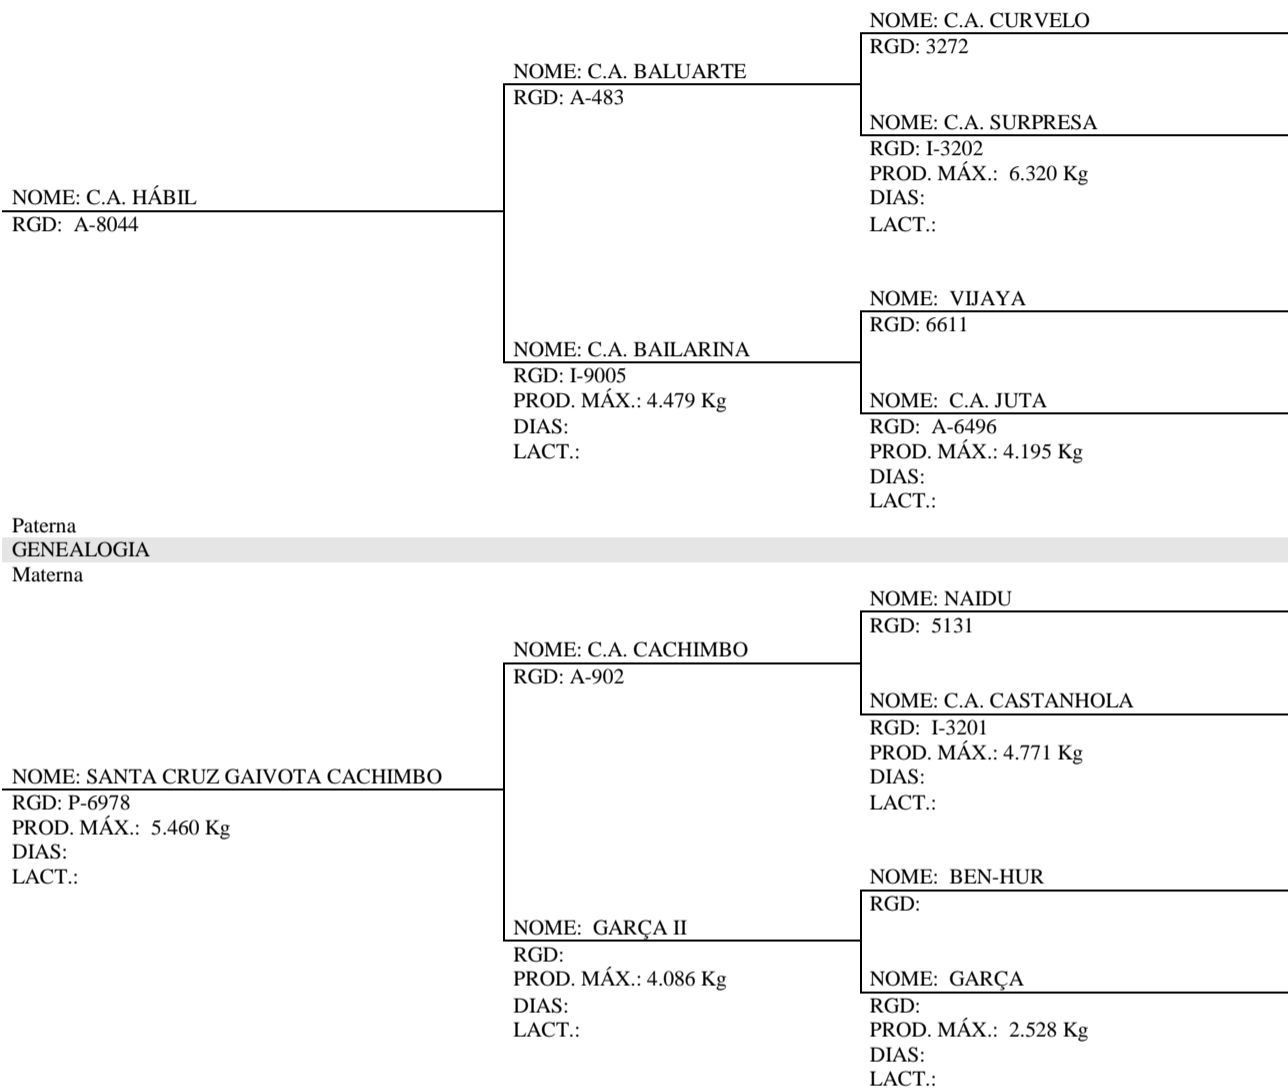 NOME: C.A. CURVELO
RGD: 3272
NOME: C.A. BALUARTE
RGD: A-483
NOME: C.A. SURPRESA
RGD: I-3202
PROD. MÁX.: 6.320 Kg
DIAS:
LACT.:
NOME: C.A. HÁBIL
RGD: A-8044
NOME: VIJAYA
RGD: 6611
NOME: C.A. BAILARINA
RGD: I-9005
PROD. MÁX.: 4.479 Kg
DIAS:
LACT.:
NOME: C.A. JUTA
RGD: A-6496
PROD. MÁX.: 4.195 Kg
DIAS:
LACT.:
Paterna
GENEALOGIA
Materna
NOME: NAIDU
RGD: 5131
NOME: C.A. CACHIMBO
RGD: A-902
NOME: C.A. CASTANHOLA
RGD: I-3201
PROD. MÁX.: 4.771 Kg
DIAS:
LACT.:
NOME: SANTA CRUZ GAIVOTA CACHIMBO
RGD: P-6978
PROD. MÁX.: 5.460 Kg
DIAS:
LACT.:
NOME: BEN-HUR
RGD:
NOME: GARÇA II
RGD:
PROD. MÁX.: 4.086 Kg
DIAS:
LACT.:
NOME: GARÇA
RGD:
PROD. MÁX.: 2.528 Kg
DIAS:
LACT.: